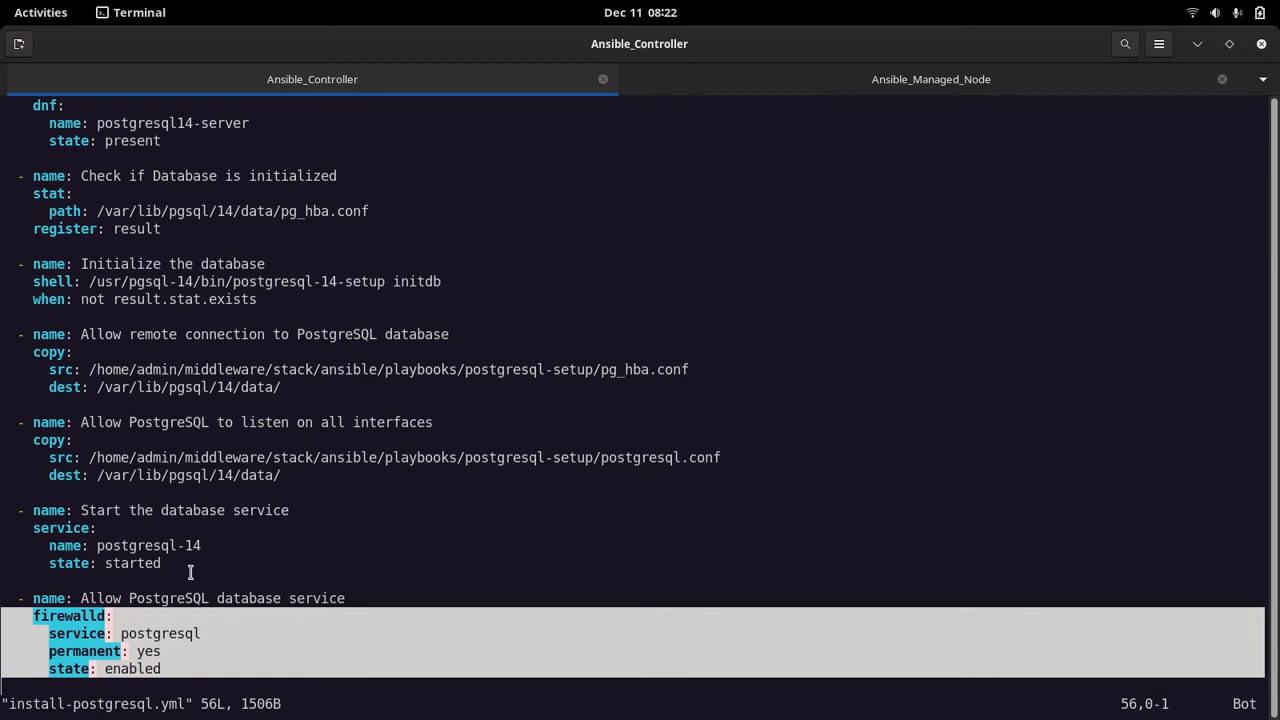 Activities
Terminal
Dec 11 08:22
Ansible_Controller
Ansible_Controller
Ansible_Managed_Node
dnf:
name: postgresql14-server
state: present
- name: Check if Database is initialized
stat:
path: /var/lib/pgsql/14/data/pg_hba.conf
register: result
- name: Initialize the database
shell: /usr/pgsql-14/bin/postgresql-14-setup initdb
when: not result.stat.exists
- name: Allow remote connection to PostgreSQL database
copy:
src: /home/admin/middleware/stack/ansible/playbooks/postgresql-setup/pg_hba.conf
dest: /var/lib/pgsql/14/data/
- name: Allow PostgreSQL to listen on all interfaces
copy:
src: /home/admin/middleware/stack/ansible/playbooks/postgresql-setup/postgresql.conf
dest: /var/lib/pgsql/14/data/
- name: Start the database service
service:
name: postgresql-14
state: started
- name: Allow PostgreSQL database service
firewalld:
service: postgresql
permanent: yes
state: enabled
"install-postgresql.yml" 56L, 1506B
56,0-1
Bot